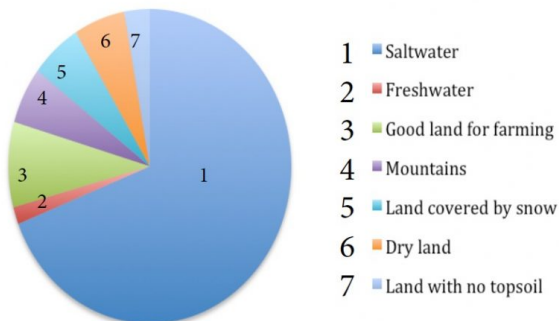 1 Saltwater
2 Freshwater
3 Good land for farming
4 Mountains
5 Land covered by snow
6 Dry land
7 Land with no topsoil
7
6
5
4
3
2
1